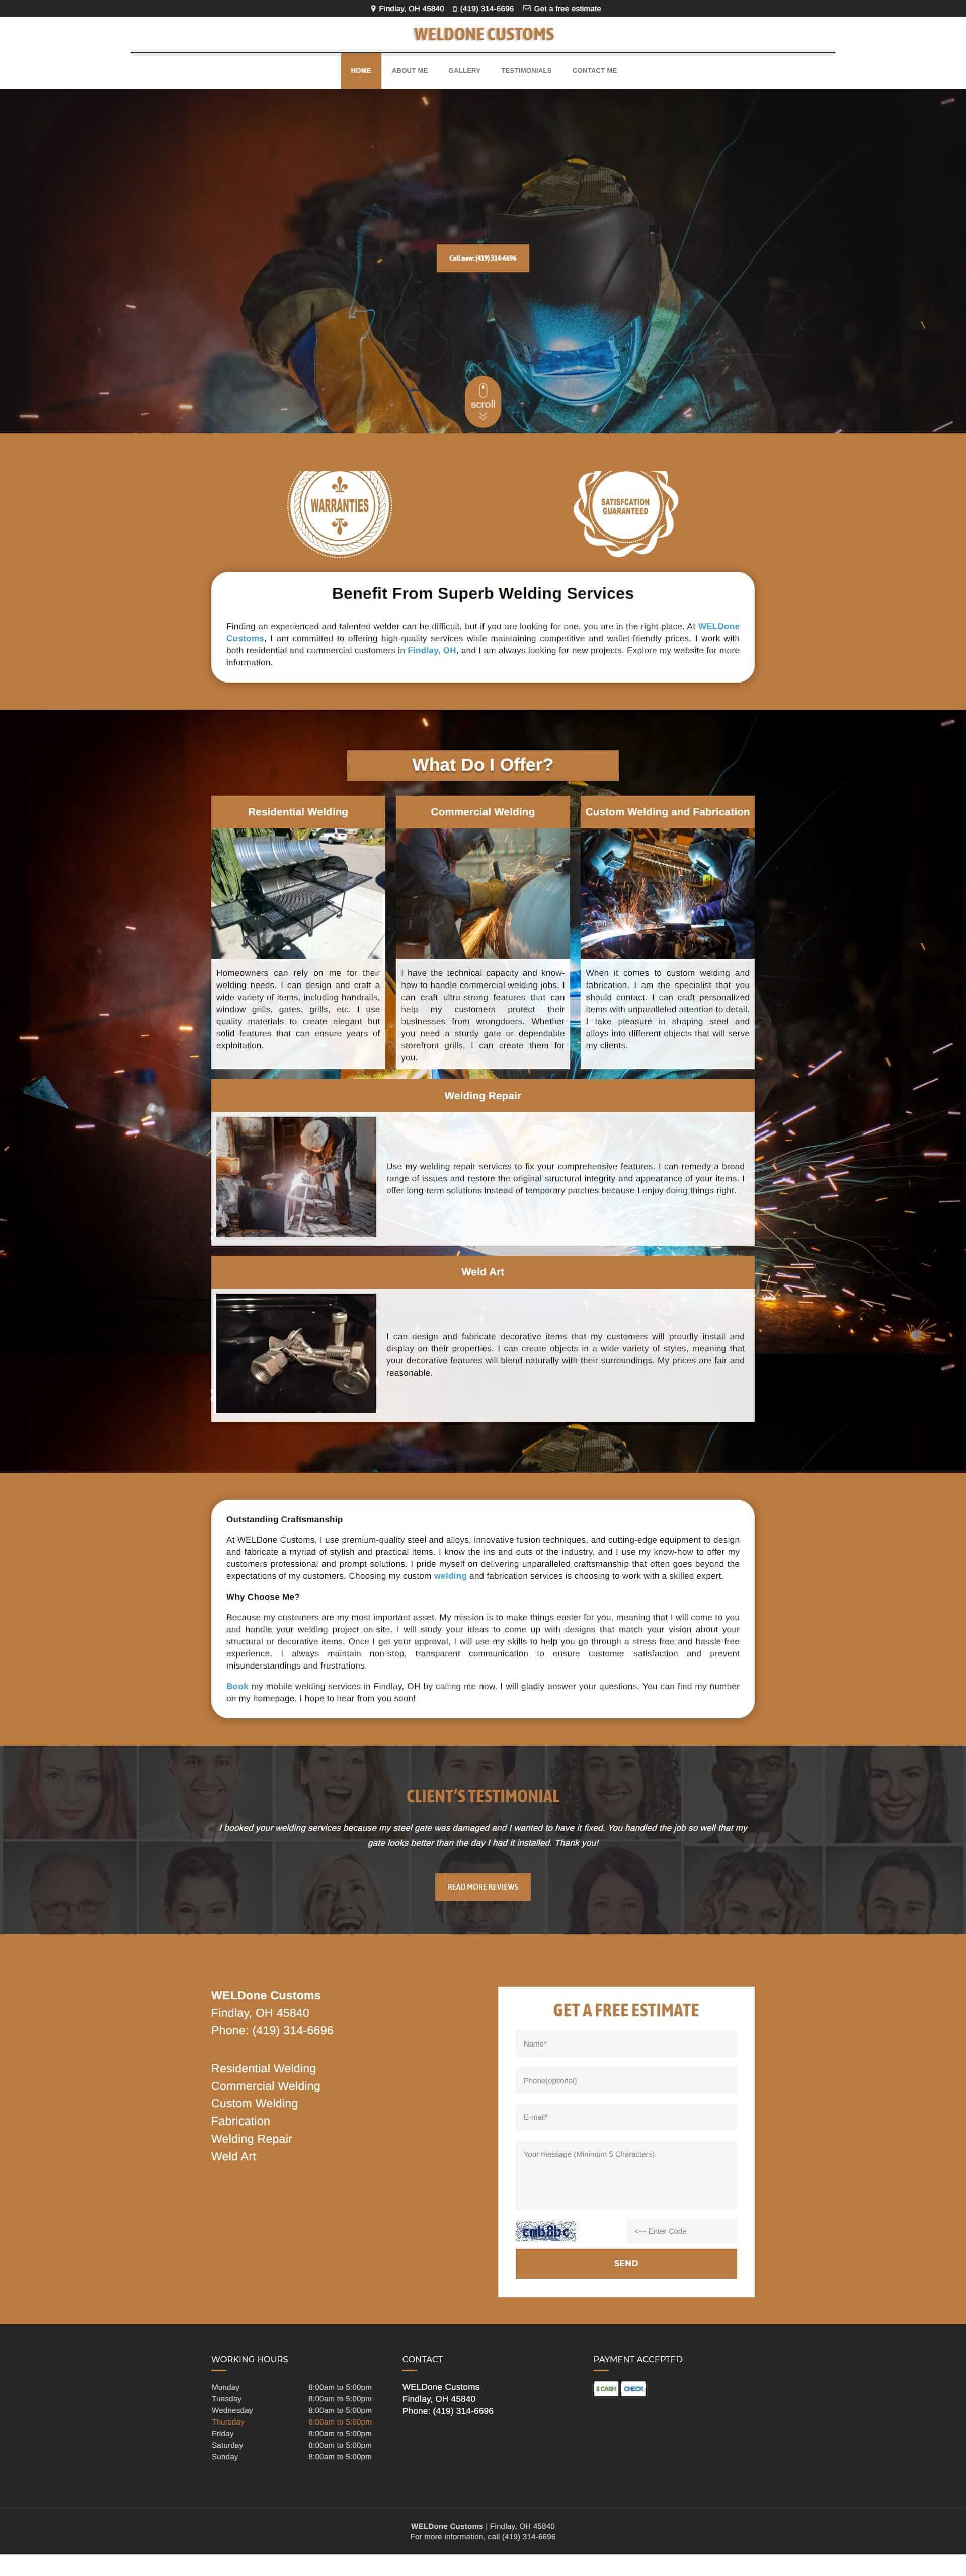 Findlay, OH 45840 (419) 314-6696 Get a free estimate
WELDONE CUSTOMS
HOME ABOUT ME GALLERY TESTIMONIALS CONTACT ME
Call now: (419) 314-6696
scroll
WARRANTIES
SATISFCATION
GUARANTEED
Benefit From Superb Welding Services
Finding an experienced and talented welder can be difficult, but if you are looking for one, you are in the right place. At WELDone
Customs, I am committed to offering high-quality services while maintaining competitive and wallet-friendly prices. I work with
both residential and commercial customers in Findlay, OH, and I am always looking for new projects. Explore my website for more
information.
What Do I Offer?
Residential Welding
Homeowners can rely on me for their
welding needs. I can design and craft a
wide variety of items, including handrails,
window grills, gates, grills, etc. I use
quality materials to create elegant but
solid features that can ensure years of
exploitation.
Commercial Welding
I have the technical capacity and know-
how to handle commercial welding jobs. I
can craft ultra-strong features that can
help my customers protect their
businesses from wrongdoers. Whether
you need a sturdy gate or dependable
storefront grills, I can create them for
you.
Custom Welding and Fabrication
When it comes to custom welding and
fabrication, I am the specialist that you
should contact. I can craft personalized
items with unparalleled attention to detail.
I take pleasure in shaping steel and
alloys into different objects that will serve
my clients.
Welding Repair
Use my welding repair services to fix your comprehensive features. I can remedy a broad
range of issues and restore the original structural integrity and appearance of your items. I
offer long-term solutions instead of temporary patches because I enjoy doing things right.
Weld Art
I can design and fabricate decorative items that my customers will proudly install and
display on their properties. I can create objects in a wide variety of styles, meaning that
your decorative features will blend naturally with their surroundings. My prices are fair and
reasonable.
Outstanding Craftsmanship
At WELDone Customs, I use premium-quality steel and alloys, innovative fusion techniques, and cutting-edge equipment to design
and fabricate a myriad of stylish and practical items. I know the ins and outs of the industry, and I use my know-how to offer my
customers professional and prompt solutions. I pride myself on delivering unparalleled craftsmanship that often goes beyond the
expectations of my customers. Choosing my custom welding and fabrication services is choosing to work with a skilled expert.
Why Choose Me?
Because my customers are my most important asset. My mission is to make things easier for you, meaning that I will come to you
and handle your welding project on-site. I will study your ideas to come up with designs that match your vision about your
structural or decorative items. Once I get your approval, I will use my skills to help you go through a stress-free and hassle-free
experience. I always maintain non-stop, transparent communication to ensure customer satisfaction and prevent
misunderstandings and frustrations.
Book my mobile welding services in Findlay, OH by calling me now. I will gladly answer your questions. You can find my number
on my homepage. I hope to hear from you soon!
CLIENT’S TESTIMONIAL
I booked your welding services because my steel gate was damaged and I wanted to have it fixed. You handled the job so well that my
gate looks better than the day I had it installed. Thank you!
READ MORE REVIEWS
WELDone Customs
Findlay, OH 45840
Phone: (419) 314-6696
Residential Welding
Commercial Welding
Custom Welding
Fabrication
Welding Repair
Weld Art
GET A FREE ESTIMATE
Name*
Phone(optional)
E-mail*
Your message (Minimum 5 Characters).
cmb8bc <--- Enter Code
SEND
WORKING HOURS
Monday 8:00am to 5:00pm
Tuesday 8:00am to 5:00pm
Wednesday 8:00am to 5:00pm
Thursday 8:00am to 5:00pm
Friday 8:00am to 5:00pm
Saturday 8:00am to 5:00pm
Sunday 8:00am to 5:00pm
CONTACT
WELDone Customs
Findlay, OH 45840
Phone: (419) 314-6696
PAYMENT ACCEPTED
$ CASH CHECK
WELDone Customs | Findlay, OH 45840
For more information, call (419) 314-6696